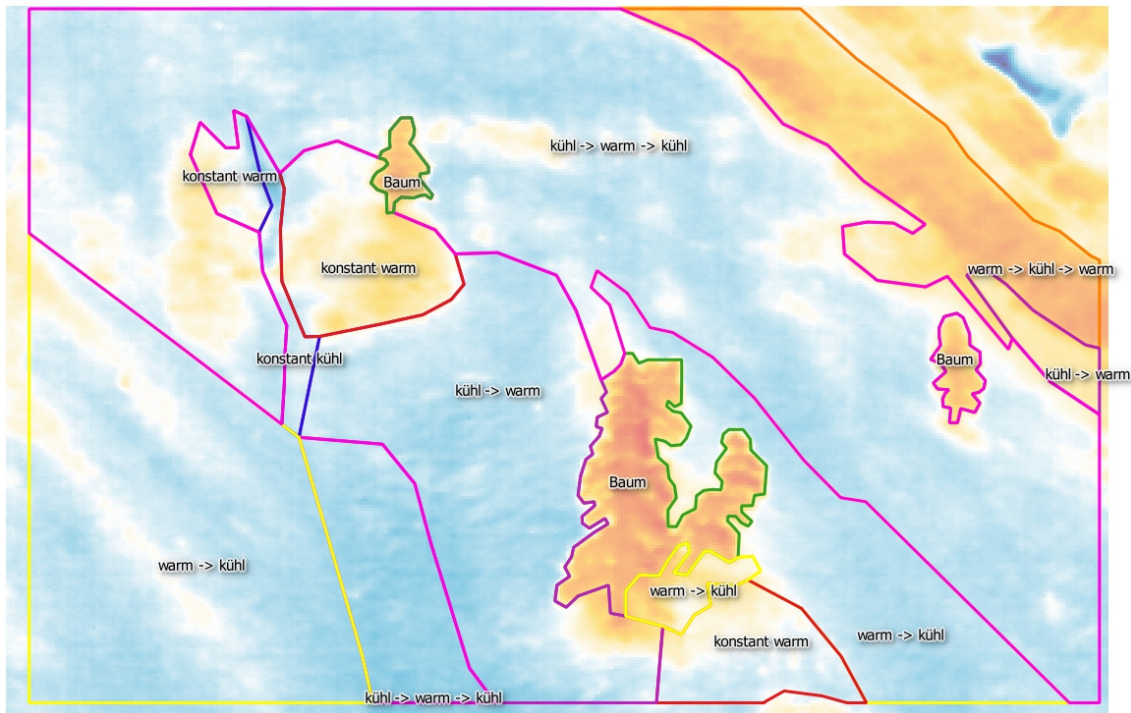 kühl -> warm -> kühl
konstant warm
Baum
konstant warm
warm -> kühl -> warm
konstant kühl
Baum
kühl -> warm
kühl -> warm
Baum
warm -> kühl
warm -> kühl
konstant warm
warm -> kühl
kühl -> warm -> kühl